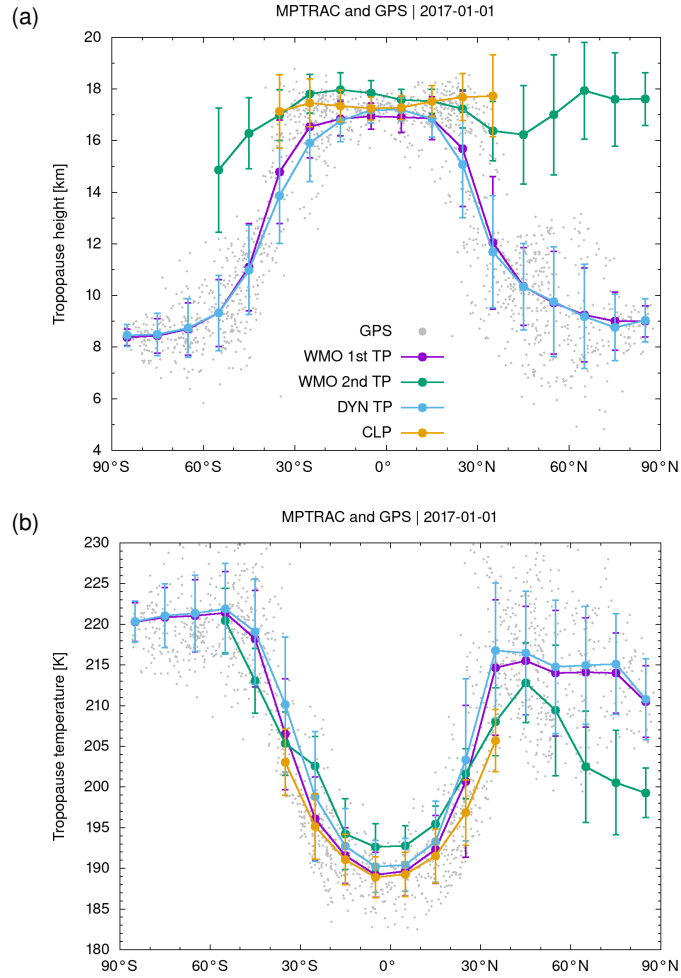 (a)
MPTRAC and GPS | 2017-01-01
Tropopause height [km]
20
18
16
14
12
10
8
6
4
GPS
WMO 1st TP
WMO 2nd TP
DYN TP
CLP
90°S 60°S 30°S 0° 30°N 60°N 90°N
(b)
MPTRAC and GPS | 2017-01-01
Tropopause temperature [K]
230
225
220
215
210
205
200
195
190
185
180
90°S 60°S 30°S 0° 30°N 60°N 90°N